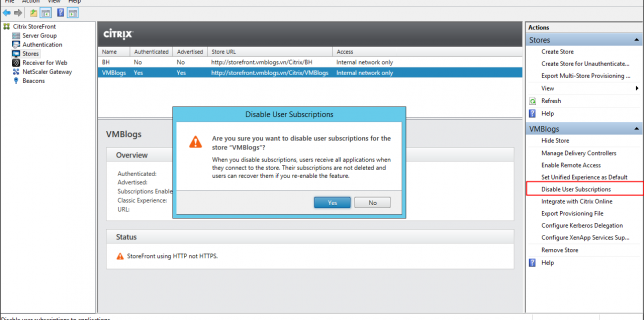 File Action View Help
Citrix StoreFront
Server Group
Authentication
Stores
Receiver for Web
NetScaler Gateway
Beacons
CITRIX
Name Authenticated Advertised Store URL Access
BH No No http://storefront.vmblogs.vn/Citrix/BH Internal network only
VMBlogs Yes Yes http://storefront.vmblogs.vn/Citrix/VMBlogs Internal network only
Disable User Subscriptions
Are you sure you want to disable user subscriptions for the
store "VMBlogs"?
When you disable subscriptions, users receive all applications when
they connect to the store. Their subscriptions are not deleted and
users can recover them if you re-enable the feature.
Yes No
VMBlogs
Overview
Authenticated:
Advertised:
Subscriptions Enable
Classic Experience:
URL:
Status
StoreFront using HTTP not HTTPS.
Actions
Stores
Create Store
Create Store for Unauthenticate...
Export Multi-Store Provisioning ...
View
Refresh
Help
VMBlogs
Hide Store
Manage Delivery Controllers
Enable Remote Access
Set Unified Experience as Default
Disable User Subscriptions
Integrate with Citrix Online
Export Provisioning File
Configure Kerberos Delegation
Configure XenApp Services Sup...
Remove Store
Help
Disable user subscriptions to applications